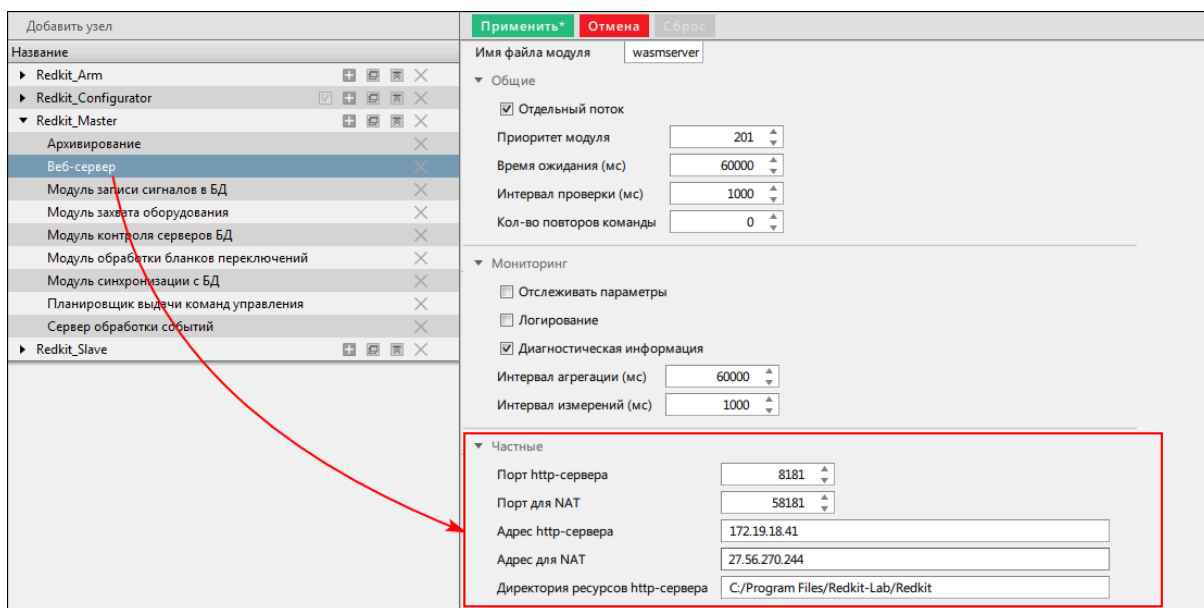 Добавить узел
Название
Redkit_Arm
Redkit_Configurator
Redkit_Master
Архивирование
Веб-сервер
Модуль записи сигналов в БД
Модуль захвата оборудования
Модуль контроля серверов БД
Модуль обработки бланков переключений
Модуль синхронизации с БД
Планировщик выдачи команд управления
Сервер обработки событий
Redkit_Slave
Применить* Отмена Сброс
Имя файла модуля wasmserver
Общие
Отдельный поток
Приоритет модуля 201
Время ожидания (мс) 60000
Интервал проверки (мс) 1000
Кол-во повторов команды 0
Мониторинг
Отслеживать параметры
Логирование
Диагностическая информация
Интервал агрегации (мс) 60000
Интервал измерений (мс) 1000
Частные
Порт http-сервера 8181
Порт для NAT 58181
Адрес http-сервера 172.19.18.41
Адрес для NAT 27.56.270.244
Директория ресурсов http-сервера C:/Program Files/Redkit-Lab/Redkit